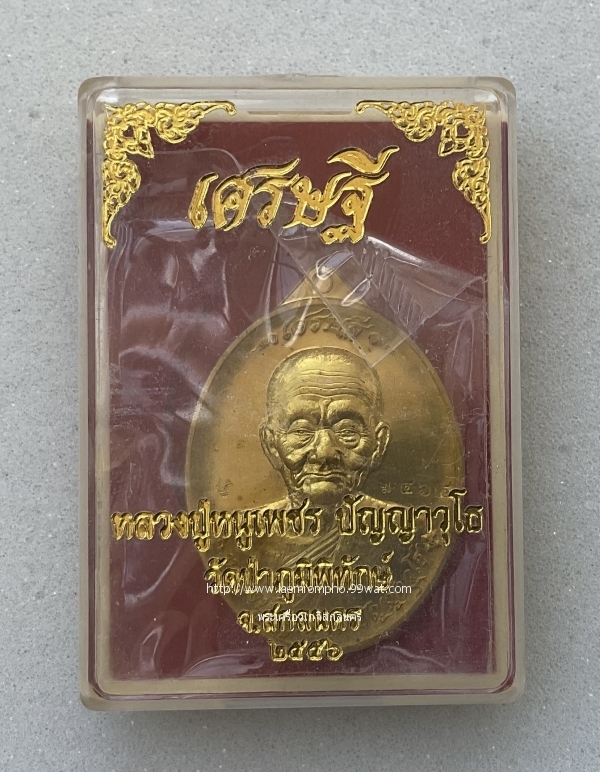 เศรษฐี
หลวงปู่หนูเพชร ปัญญาวุโธ
วัดป่าภูมิพิทักษ์
http://www.laemrompho.99wat.com
จ.สกลนคร
๒๕๕๖